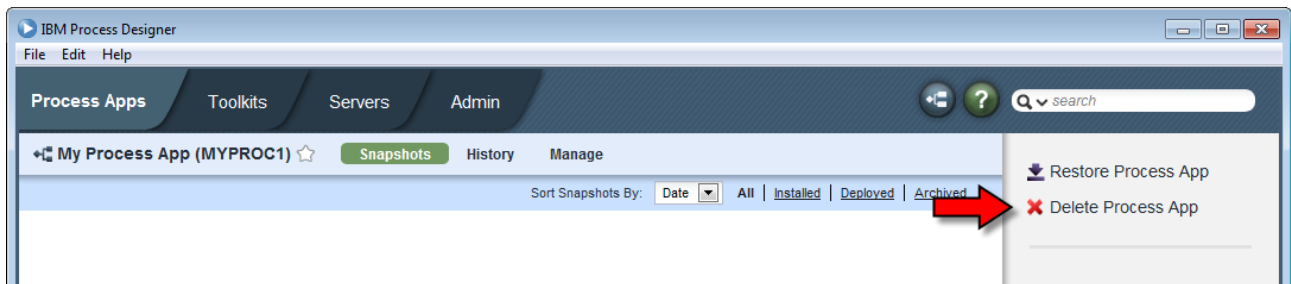 IBM Process Designer
File Edit Help
Process Apps Toolkits Servers Admin ? search
My Process App (MYPROC1) Snapshots History Manage
Sort Snapshots By: Date All | Installed | Deployed | Archived
Restore Process App
Delete Process App